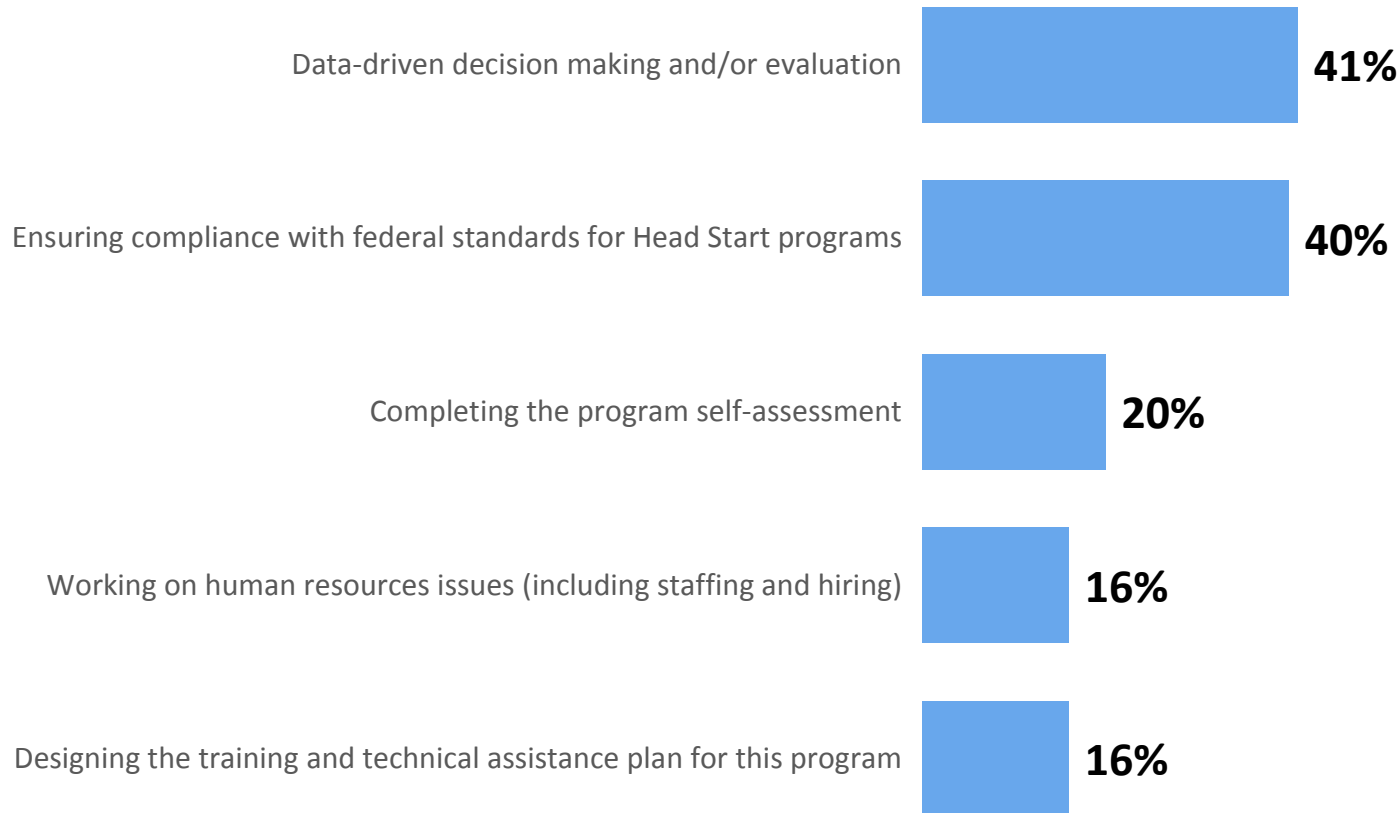 Data-driven decision making and/or evaluation 41%
Ensuring compliance with federal standards for Head Start programs 40%
Completing the program self-assessment 20%
Working on human resources issues (including staffing and hiring) 16%
Designing the training and technical assistance plan for this program 16%